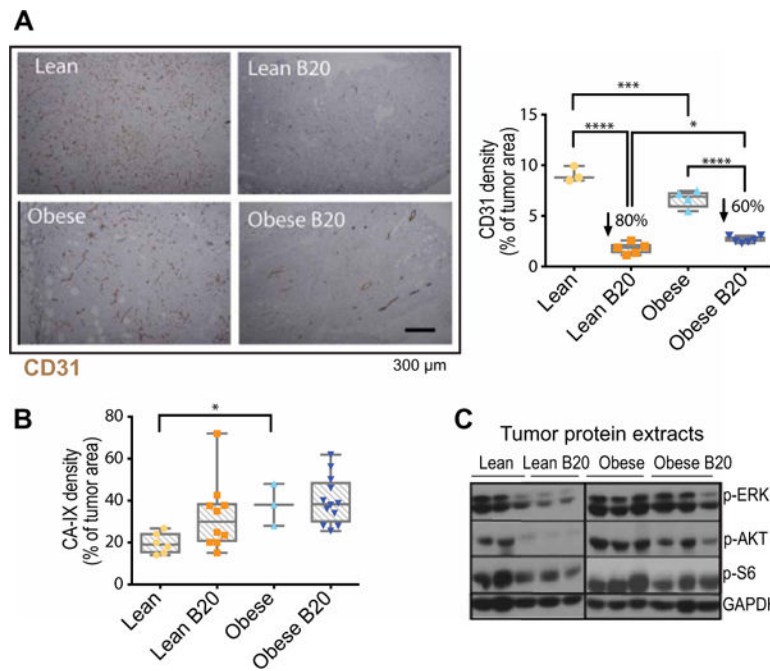 A
Lean
Lean B20
Obese
Obese B20
CD31
300 µm
CD31 density
(% of tumor area)
15
10
5
0
***
****
*
****
80%
60%
Lean
Lean B20
Obese
Obese B20
B
CA-IX density
(% of tumor area)
80
60
40
20
0
*
Lean
Lean B20
Obese
Obese B20
C
Tumor protein extracts
Lean Lean B20 Obese Obese B20
p-ERK
p-AKT
p-S6
GAPDI